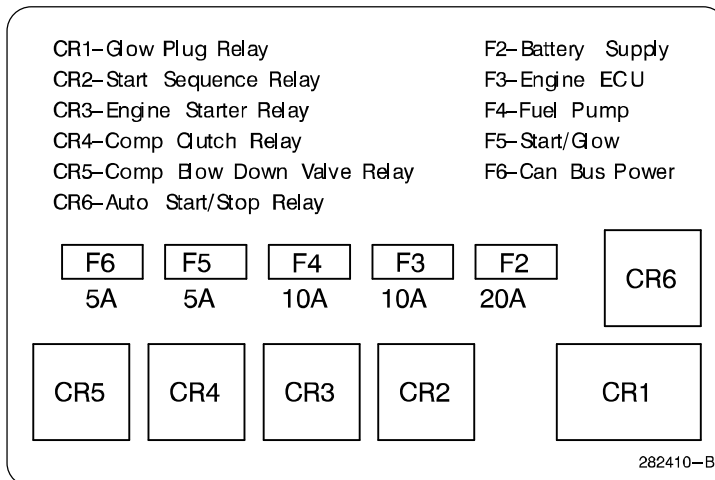 CR1-Glow Plug Relay
CR2-Start Sequence Relay
CR3-Engine Starter Relay
CR4-Comp Clutch Relay
CR5-Comp Blow Down Valve Relay
CR6-Auto Start/Stop Relay
F2-Battery Supply
F3-Engine ECU
F4-Fuel Pump
F5-Start/Glow
F6-Can Bus Power
F6 F5 F4 F3 F2
5A 5A 10A 10A 20A
CR6
CR5 CR4 CR3 CR2 CR1
282410-B